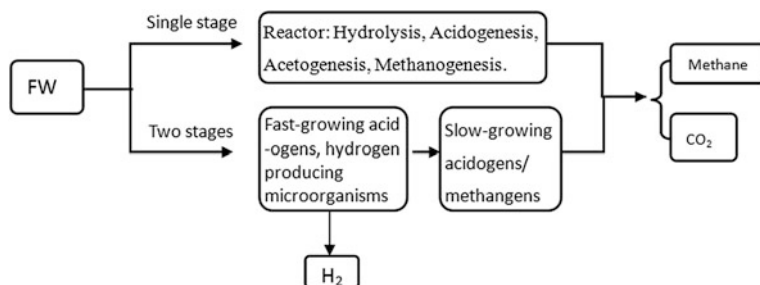 Single stage
Reactor: Hydrolysis, Acidogenesis,
Acetogenesis, Methanogenesis.
FW
Two stages
Fast-growing acid
-ogens, hydrogen
producing
microorganisms
Slow-growing
acidogens/
methangens
Methane
CO₂
H₂